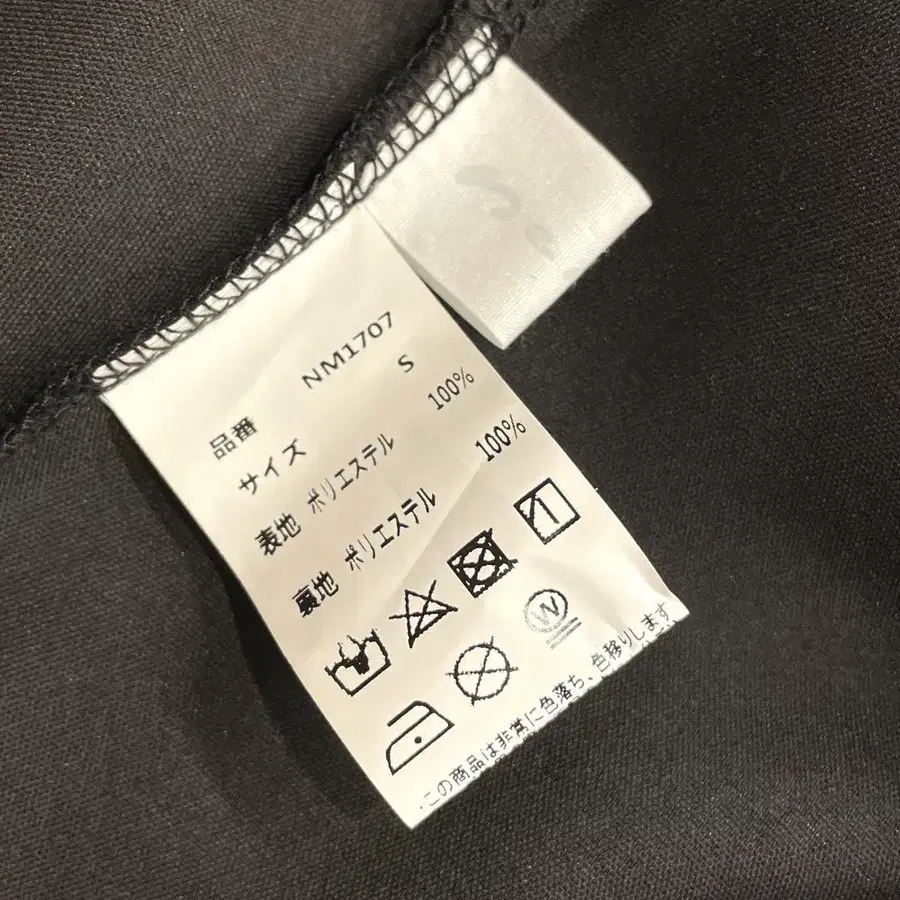 品番 NM1707
サイズ S
表地 ポリエステル 100%
裏地 ポリエステル 100%
W
・この商品は非常に色落ち、色移りします